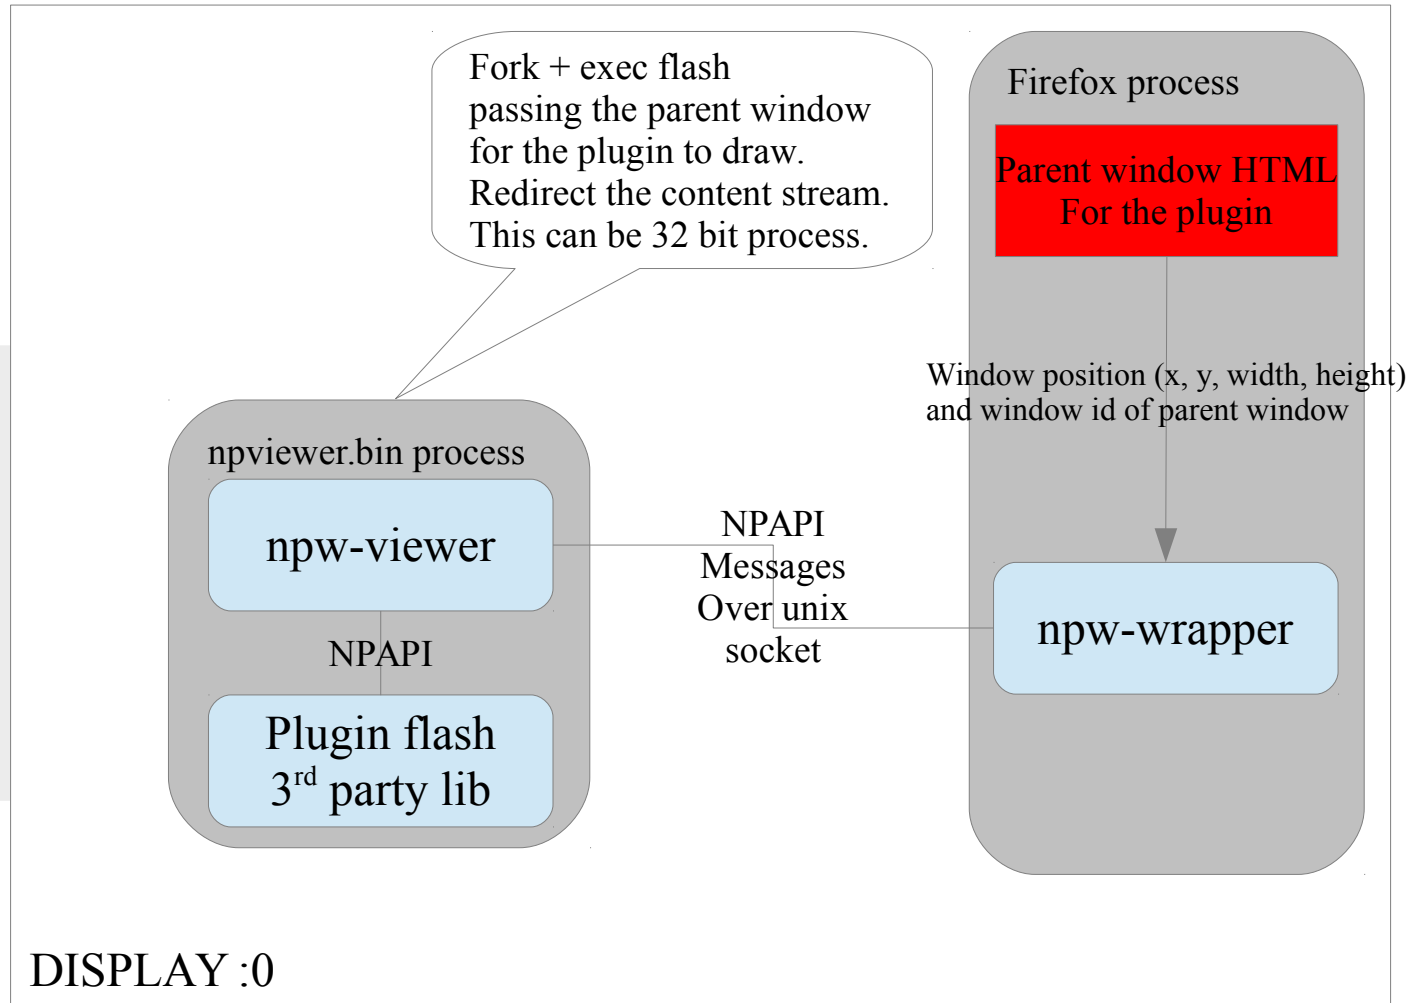 Fork + exec flash
passing the parent window
for the plugin to draw.
Redirect the content stream.
This can be 32 bit process.
Firefox process
Parent window HTML
For the plugin
Window position (x, y, width, height)
and window id of parent window
npviewer.bin process
npw-viewer
NPAPI
Messages
Over unix
socket
npw-wrapper
NPAPI
Plugin flash
3rd party lib
DISPLAY :0